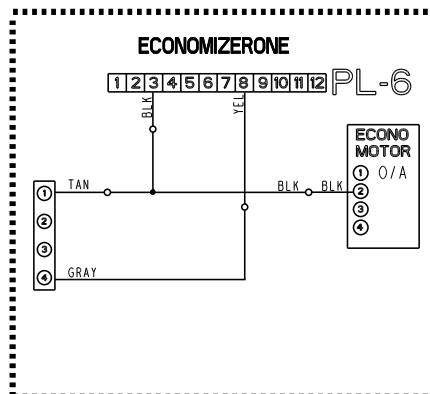 ECONOMIZERONE
1 2 3 4 5 6 7 8 9 10 11 12 PL-6
BLK
YEL
ECONO
MOTOR
1 O/A
2
3
4
TAN
BLK
BLK
1
2
3
4
GRAY